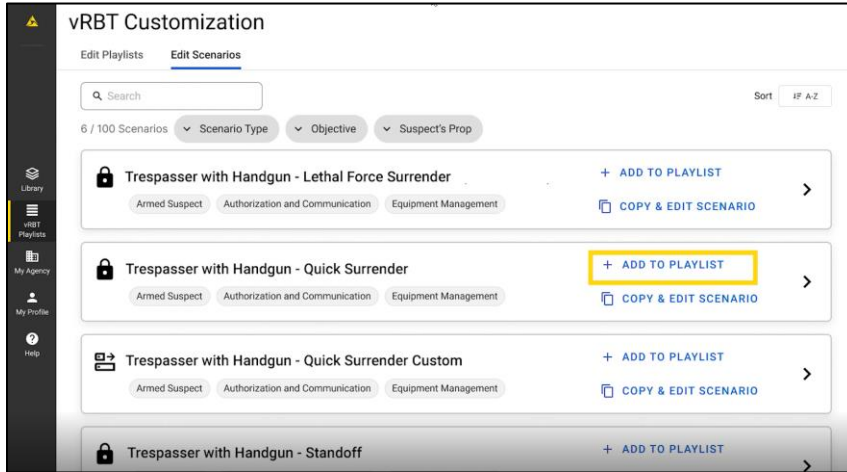 vRBT Customization
Edit Playlists Edit Scenarios
Search
Sort A-Z
6 / 100 Scenarios Scenario Type Objective Suspect's Prop
Trespasser with Handgun - Lethal Force Surrender
+ ADD TO PLAYLIST
Armed Suspect Authorization and Communication Equipment Management
COPY & EDIT SCENARIO
Trespasser with Handgun - Quick Surrender
+ ADD TO PLAYLIST
Armed Suspect Authorization and Communication Equipment Management
COPY & EDIT SCENARIO
Trespasser with Handgun - Quick Surrender Custom
+ ADD TO PLAYLIST
Armed Suspect Authorization and Communication Equipment Management
COPY & EDIT SCENARIO
Trespasser with Handgun - Standoff
+ ADD TO PLAYLIST
Library
vRBT
Playlists
My Agency
My Profile
Help